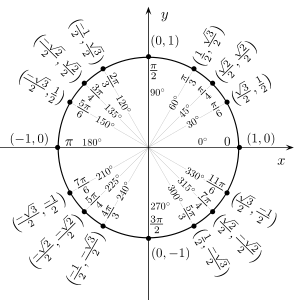 y
(0, 1)
(-1/2, √3/2)
(-√2/2, √2/2)
(-√3/2, 1/2)
(1/2, √3/2)
(√2/2, √2/2)
(√3/2, 1/2)
π/2
90°
2π/3
3π/4
5π/6
120°
135°
150°
π/3
π/4
π/6
60°
45°
30°
(−1, 0)
π
180°
0°
0
(1, 0)
x
7π/6
5π/4
4π/3
210°
225°
240°
330°
315°
300°
11π/6
7π/4
5π/3
270°
3π/2
(0, −1)
(-√3/2, -1/2)
(-√2/2, -√2/2)
(-1/2, -√3/2)
(√3/2, -1/2)
(√2/2, -√2/2)
(1/2, -√3/2)